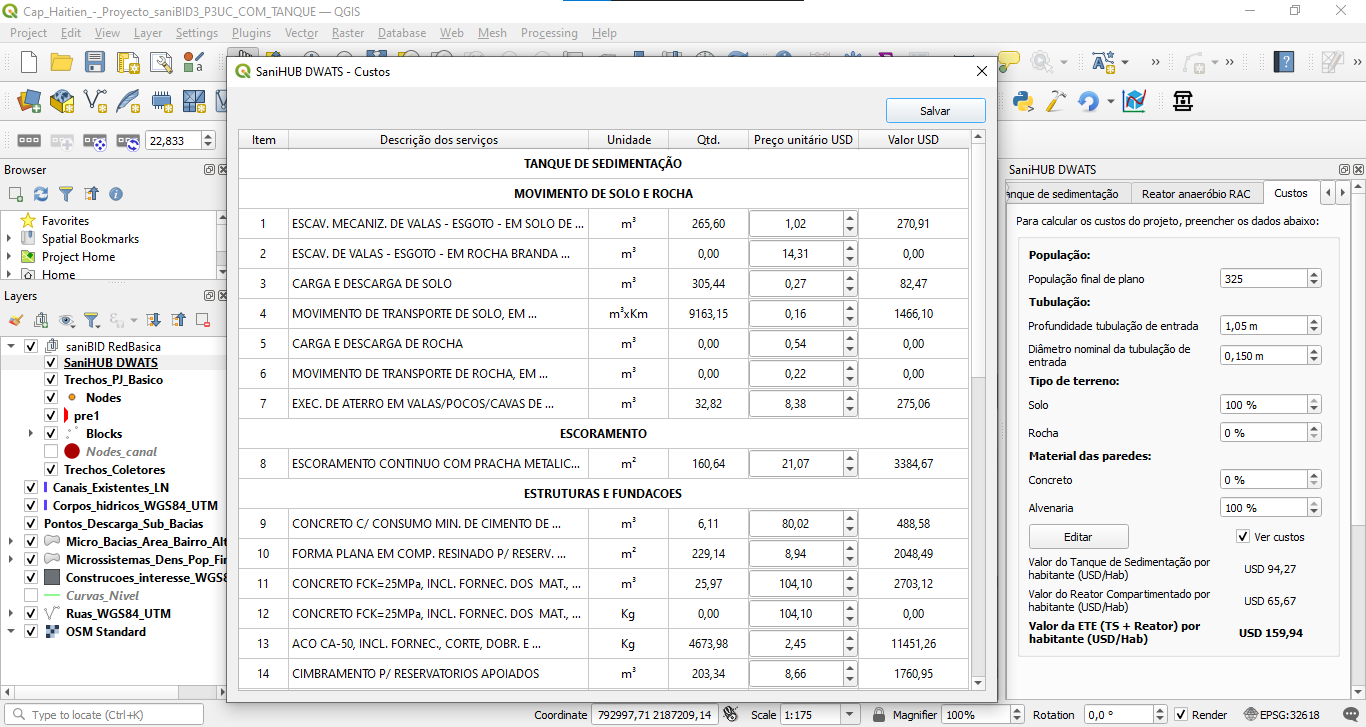 Cap_Haitien_-_Proyecto_saniBID3_P3UC_COM_TANQUE — QGIS
Project Edit View Layer Settings Plugins Vector Raster Database Web Mesh Processing Help
22,833
Browser
Favorites
Spatial Bookmarks
Project Home
Home
Layers
saniBID RedBasica
SaniHUB DWATS
Trechos_PJ_Basico
Nodes
pre1
Blocks
Nodes_canal
Trechos_Coletores
Canais_Existentes_LN
Corpos_hidricos_WGS84_UTM
Pontos_Descarga_Sub_Bacias
Micro_Bacias_Area_Bairro_Alt
Microssistemas_Dens_Pop_Fin
Construcoes_interesse_WGS8
Curvas_Nivel
Ruas_WGS84_UTM
OSM Standard
SaniHUB DWATS - Custos
Salvar
Item Descrição dos serviços Unidade Qtd. Preço unitário USD Valor USD
TANQUE DE SEDIMENTAÇÃO
MOVIMENTO DE SOLO E ROCHA
1 ESCAV. MECANIZ. DE VALAS - ESGOTO - EM SOLO DE ... m³ 265,60 1,02 270,91
2 ESCAV. DE VALAS - ESGOTO - EM ROCHA BRANDA ... m³ 0,00 14,31 0,00
3 CARGA E DESCARGA DE SOLO m³ 305,44 0,27 82,47
4 MOVIMENTO DE TRANSPORTE DE SOLO, EM ... m³xKm 9163,15 0,16 1466,10
5 CARGA E DESCARGA DE ROCHA m³ 0,00 0,54 0,00
6 MOVIMENTO DE TRANSPORTE DE ROCHA, EM ... m³ 0,00 0,22 0,00
7 EXEC. DE ATERRO EM VALAS/POCOS/CAVAS DE ... m³ 32,82 8,38 275,06
ESCORAMENTO
8 ESCORAMENTO CONTINUO COM PRACHA METALIC... m² 160,64 21,07 3384,67
ESTRUTURAS E FUNDACOES
9 CONCRETO C/ CONSUMO MIN. DE CIMENTO DE ... m³ 6,11 80,02 488,58
10 FORMA PLANA EM COMP. RESINADO P/ RESERV. ... m² 229,14 8,94 2048,49
11 CONCRETO FCK=25MPa, INCL. FORNEC. DOS MAT., ... m³ 25,97 104,10 2703,12
12 CONCRETO FCK=25MPa, INCL. FORNEC. DOS MAT., ... Kg 0,00 104,10 0,00
13 ACO CA-50, INCL. FORNEC., CORTE, DOBR. E ... Kg 4673,98 2,45 11451,26
14 CIMBRAMENTO P/ RESERVATORIOS APOIADOS m³ 203,34 8,66 1760,95
SaniHUB DWATS
anque de sedimentação Reator anaeróbio RAC Custos
Para calcular os custos do projeto, preencher os dados abaixo:
População:
População final de plano 325
Tubulação:
Profundidade tubulação de entrada 1,05 m
Diâmetro nominal da tubulação de entrada 0,150 m
Tipo de terreno:
Solo 100 %
Rocha 0 %
Material das paredes:
Concreto 0 %
Alvenaria 100 %
Editar Ver custos
Valor do Tanque de Sedimentação por habitante (USD/Hab) USD 94,27
Valor do Reator Compartimentado por habitante (USD/Hab) USD 65,67
Valor da ETE (TS + Reator) por habitante (USD/Hab) USD 159,94
Type to locate (Ctrl+K) Coordinate 792997,71 2187209,14 Scale 1:175 Magnifier 100% Rotation 0,0 ° Render EPSG:32618